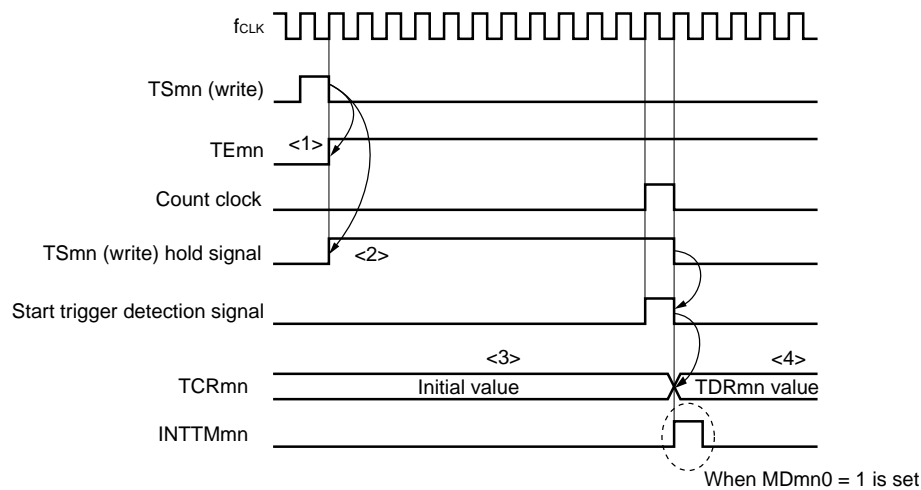 fCLK
TSmn (write)
<1>
TEmn
Count clock
TSmn (write) hold signal
<2>
Start trigger detection signal
<3>
<4>
TCRmn
Initial value
TDRmn value
INTTMmn
When MDmn0 = 1 is set